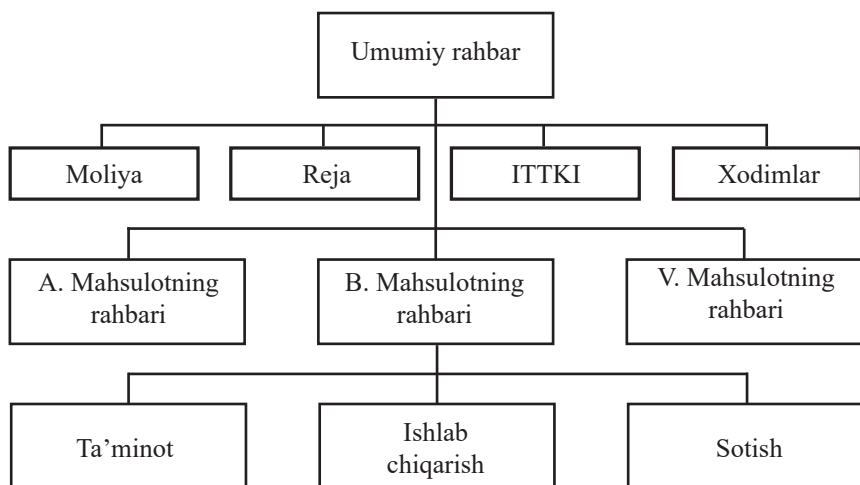 Umumiy rahbar
Moliya
Reja
ITTKI
Xodimlar
A. Mahsulotning
rahbari
B. Mahsulotning
rahbari
V. Mahsulotning
rahbari
Ta’minot
Ishlab
chiqarish
Sotish